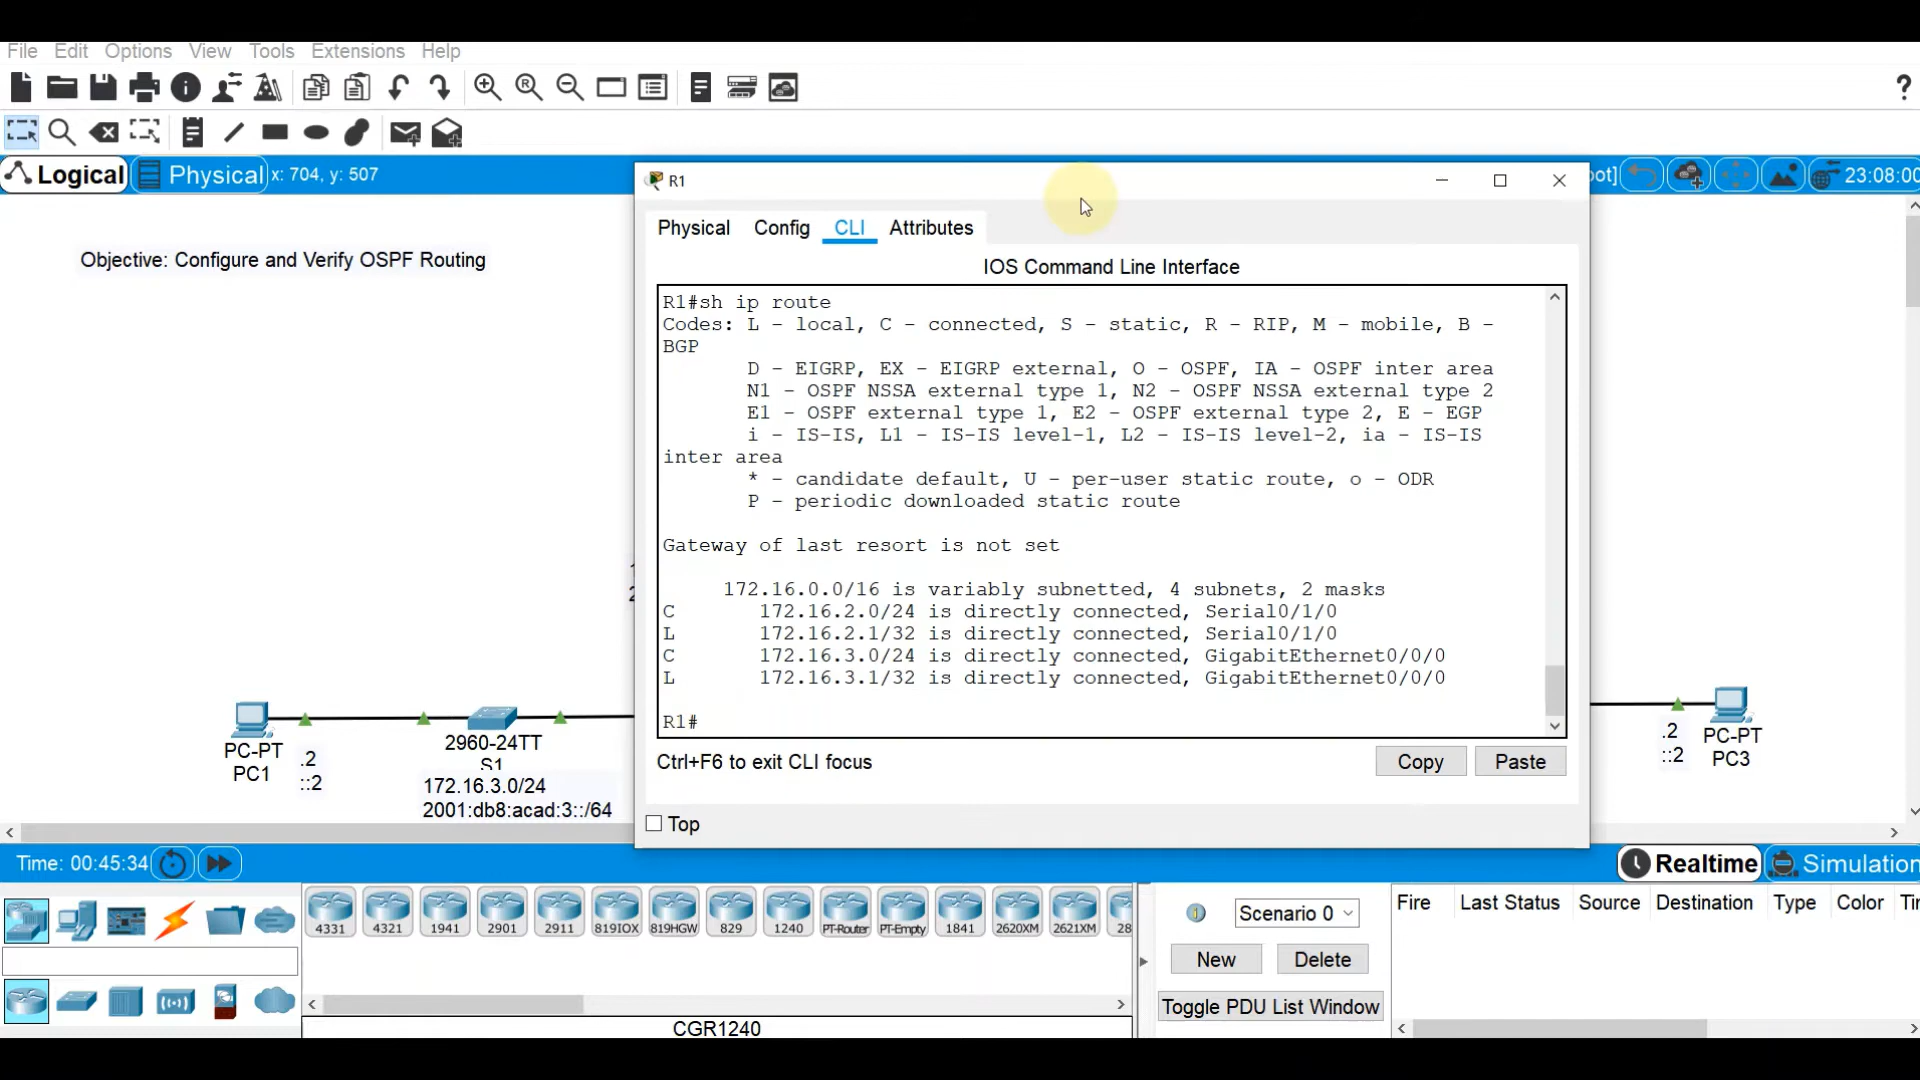 File Edit Options View Tools Extensions Help
?
Logical Physical x: 704, y: 507
oot] 23:08:00
Objective: Configure and Verify OSPF Routing
R1
Physical Config CLI Attributes
IOS Command Line Interface
R1#sh ip route
Codes: L - local, C - connected, S - static, R - RIP, M - mobile, B -
BGP
D - EIGRP, EX - EIGRP external, O - OSPF, IA - OSPF inter area
N1 - OSPF NSSA external type 1, N2 - OSPF NSSA external type 2
E1 - OSPF external type 1, E2 - OSPF external type 2, E - EGP
i - IS-IS, L1 - IS-IS level-1, L2 - IS-IS level-2, ia - IS-IS
inter area
* - candidate default, U - per-user static route, o - ODR
P - periodic downloaded static route
Gateway of last resort is not set
172.16.0.0/16 is variably subnetted, 4 subnets, 2 masks
C 172.16.2.0/24 is directly connected, Serial0/1/0
L 172.16.2.1/32 is directly connected, Serial0/1/0
C 172.16.3.0/24 is directly connected, GigabitEthernet0/0/0
L 172.16.3.1/32 is directly connected, GigabitEthernet0/0/0
R1#
Ctrl+F6 to exit CLI focus
Copy Paste
Top
PC-PT
PC1
.2
::2
2960-24TT
S1
172.16.3.0/24
2001:db8:acad:3::/64
.2
::2
PC-PT
PC3
Time: 00:45:34
Realtime Simulation
4331 4321 1941 2901 2911 819IOX 819HGW 829 1240 PT-Router PT-Empty 1841 2620XM 2621XM 28
CGR1240
Scenario 0
New Delete
Toggle PDU List Window
Fire Last Status Source Destination Type Color